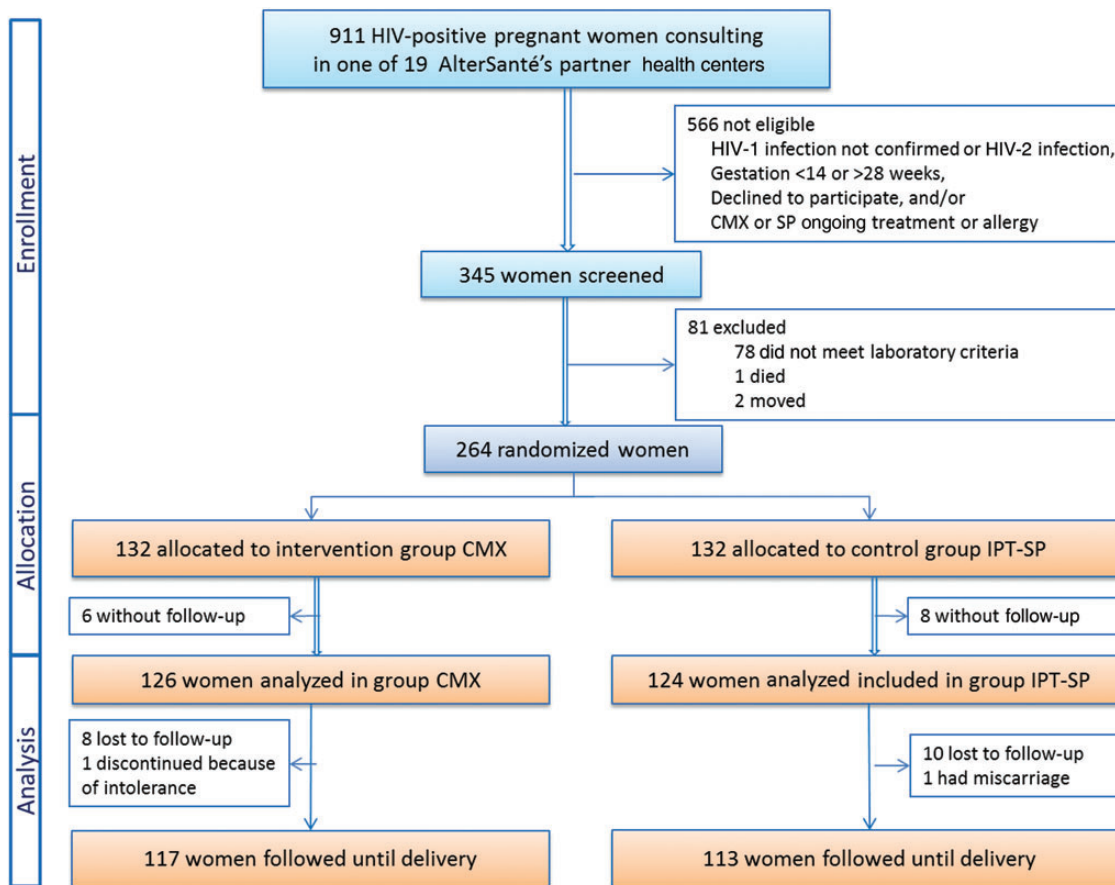 911 HIV-positive pregnant women consulting
in one of 19 AlterSanté's partner health centers
Enrollment
566 not eligible
HIV-1 infection not confirmed or HIV-2 infection,
Gestation <14 or >28 weeks,
Declined to participate, and/or
CMX or SP ongoing treatment or allergy
345 women screened
81 excluded
78 did not meet laboratory criteria
1 died
2 moved
Allocation
264 randomized women
132 allocated to intervention group CMX
132 allocated to control group IPT-SP
6 without follow-up
8 without follow-up
Analysis
126 women analyzed in group CMX
124 women analyzed included in group IPT-SP
8 lost to follow-up
1 discontinued because
of intolerance
10 lost to follow-up
1 had miscarriage
117 women followed until delivery
113 women followed until delivery